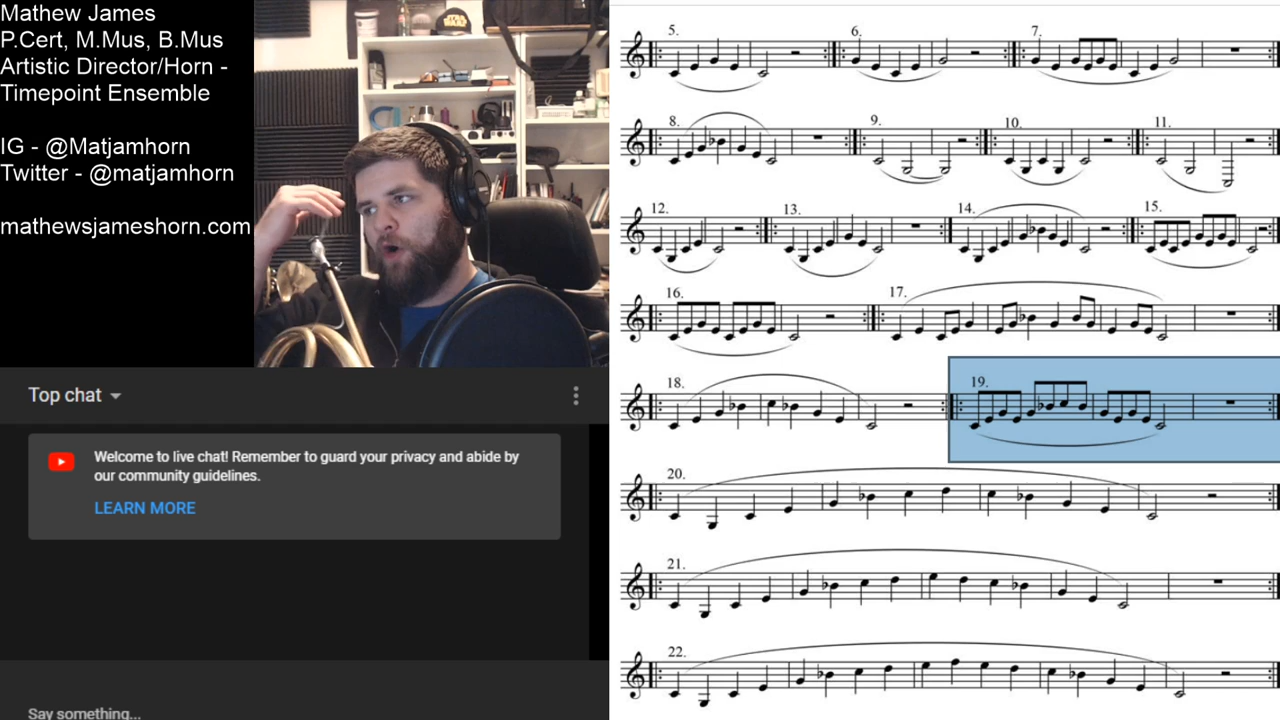 Mathew James
P.Cert, M.Mus, B.Mus
Artistic Director/Horn -
Timepoint Ensemble
IG - @Matjamhorn
Twitter - @matjamhorn
mathewsjameshorn.com
STAR
WARS
Top chat
Welcome to live chat! Remember to guard your privacy and abide by
our community guidelines.
LEARN MORE
Say something...
5. 6. 7.
8. 9. 10. 11.
12. 13. 14. 15.
16. 17.
18. 19.
20.
21.
22.